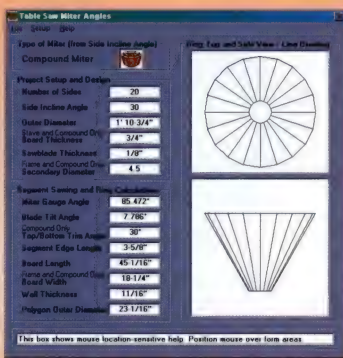 Table Saw Miter Angles
File Setup Help
Type of Miter (from Side Incline Angle)
Compound Miter
Ring Top and Side View - Line Drawing
Project Setup and Design
Number of Sides 20
Side Incline Angle 30
Outer Diameter 1' 10-3/4"
Stave and Compound Only
Board Thickness 3/4"
Sawblade Thickness 1/8"
Frame and Compound Only
Secondary Diameter 4.5
Segment Sawing and Ring Calculations
Miter Gauge Angle 85.472°
Blade Tilt Angle 7.786°
Compound Only
Top/Bottom Trim Angle 30°
Segment Edge Length 3-5/8"
Board Length 45-1/16"
Frame and Compound Only
Board Width 18-1/4"
Wall Thickness 11/16"
Polygon Outer Diameter 23-1/16"
This box shows mouse location-sensitive help. Position mouse over form areas